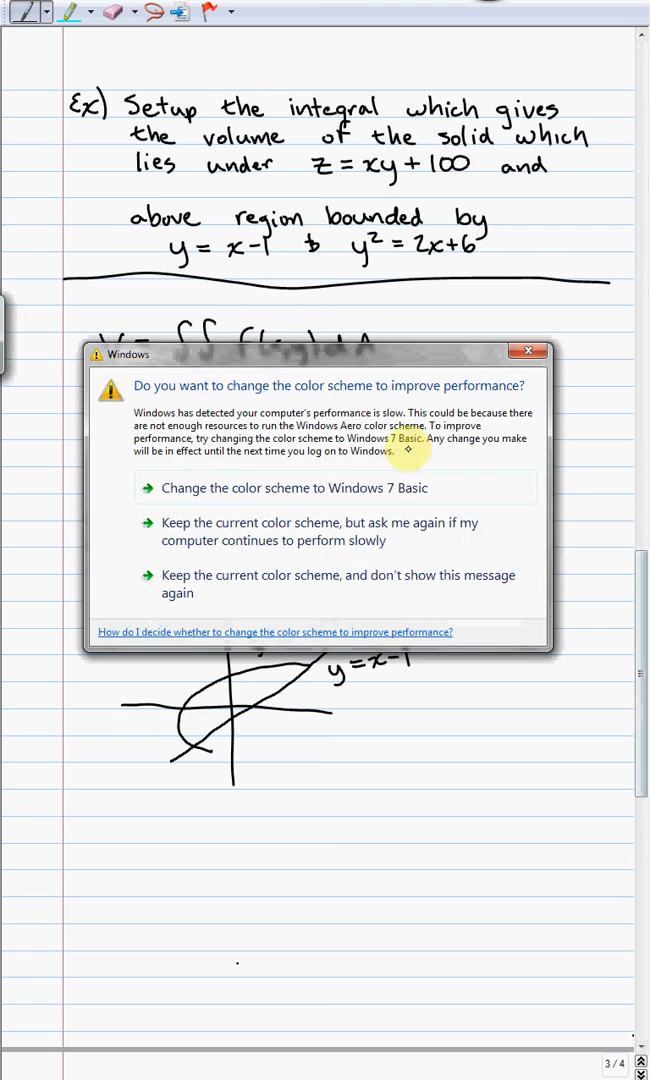 Ex) Setup the integral which gives
the volume of the solid which
lies under z = xy + 100 and
above region bounded by
y = x-1 & y² = 2x+6
V = ∫∫ f(x,y) dA
Windows
Do you want to change the color scheme to improve performance?
Windows has detected your computer's performance is slow. This could be because there
are not enough resources to run the Windows Aero color scheme. To improve
performance, try changing the color scheme to Windows 7 Basic. Any change you make
will be in effect until the next time you log on to Windows.
Change the color scheme to Windows 7 Basic
Keep the current color scheme, but ask me again if my
computer continues to perform slowly
Keep the current color scheme, and don't show this message
again
How do I decide whether to change the color scheme to improve performance?
y = x-1
3 / 4